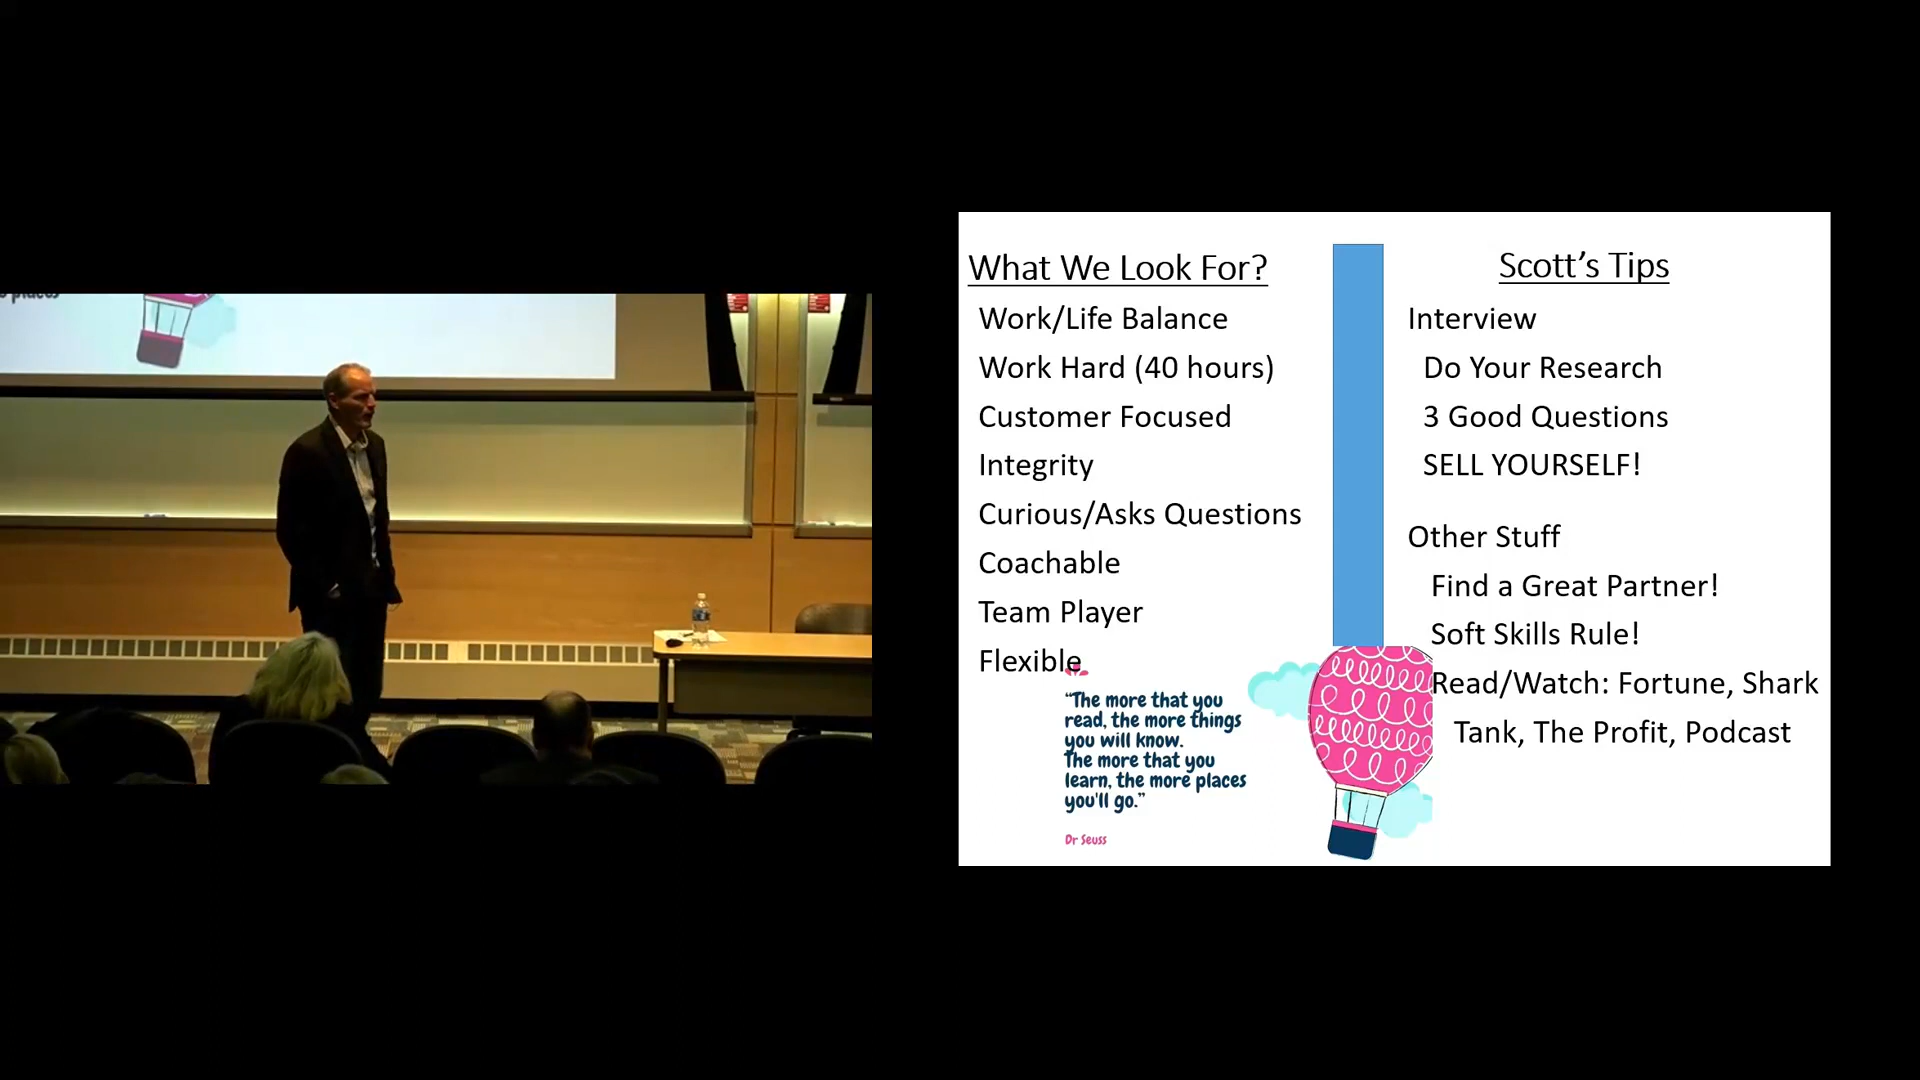 What We Look For?
Work/Life Balance
Work Hard (40 hours)
Customer Focused
Integrity
Curious/Asks Questions
Coachable
Team Player
Flexible
“The more that you
read, the more things
you will know.
The more that you
learn, the more places
you'll go.”
Dr Seuss
Scott’s Tips
Interview
Do Your Research
3 Good Questions
SELL YOURSELF!
Other Stuff
Find a Great Partner!
Soft Skills Rule!
Read/Watch: Fortune, Shark
Tank, The Profit, Podcast
places